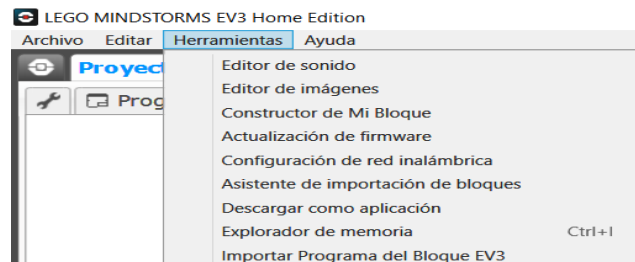 LEGO MINDSTORMS EV3 Home Edition
Archivo Editar Herramientas Ayuda
Editor de sonido
Editor de imágenes
Constructor de Mi Bloque
Actualización de firmware
Configuración de red inalámbrica
Asistente de importación de bloques
Descargar como aplicación
Explorador de memoria Ctrl+I
Importar Programa del Bloque EV3
Proyec
Prog